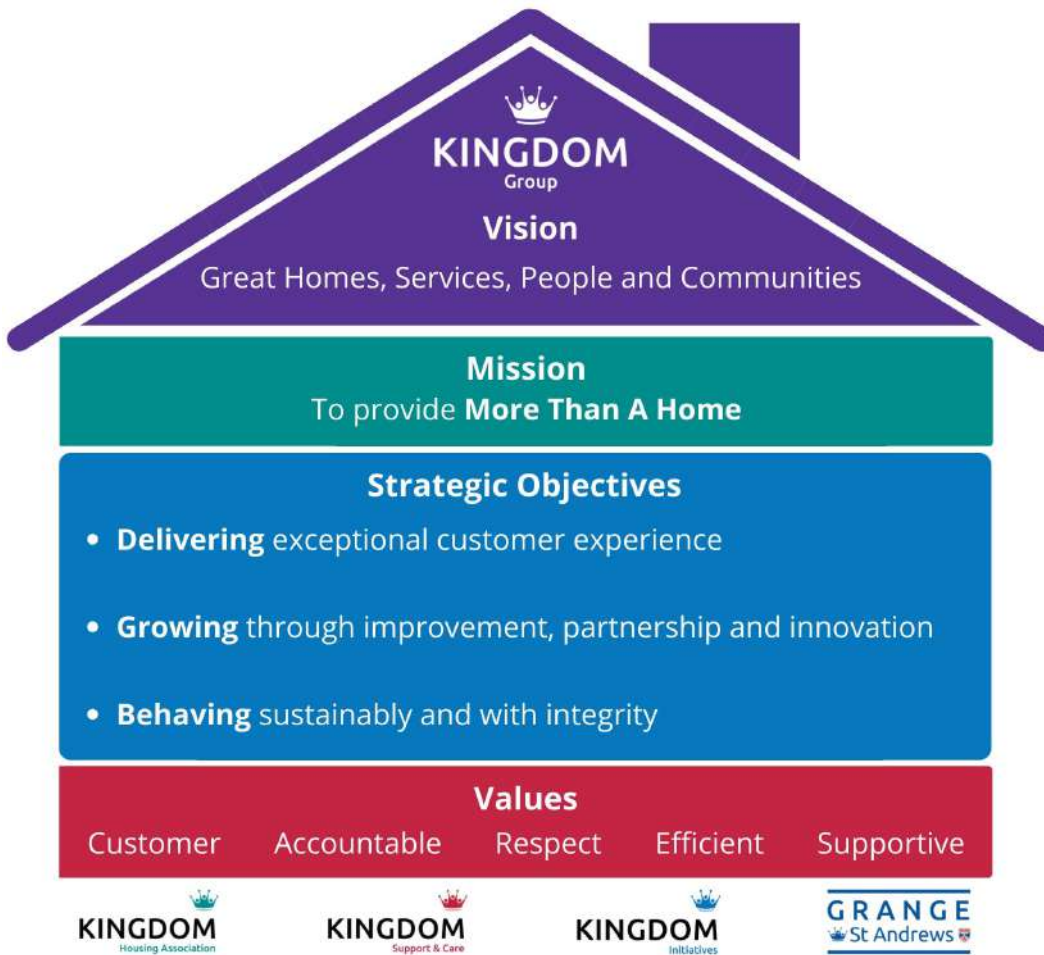 KINGDOM
Group
Vision
Great Homes, Services, People and Communities
Mission
To provide More Than A Home
Strategic Objectives
• Delivering exceptional customer experience
• Growing through improvement, partnership and innovation
• Behaving sustainably and with integrity
Values
Customer Accountable Respect Efficient Supportive
KINGDOM
Housing Association
KINGDOM
Support & Care
KINGDOM
Initiatives
GRANGE
St Andrews